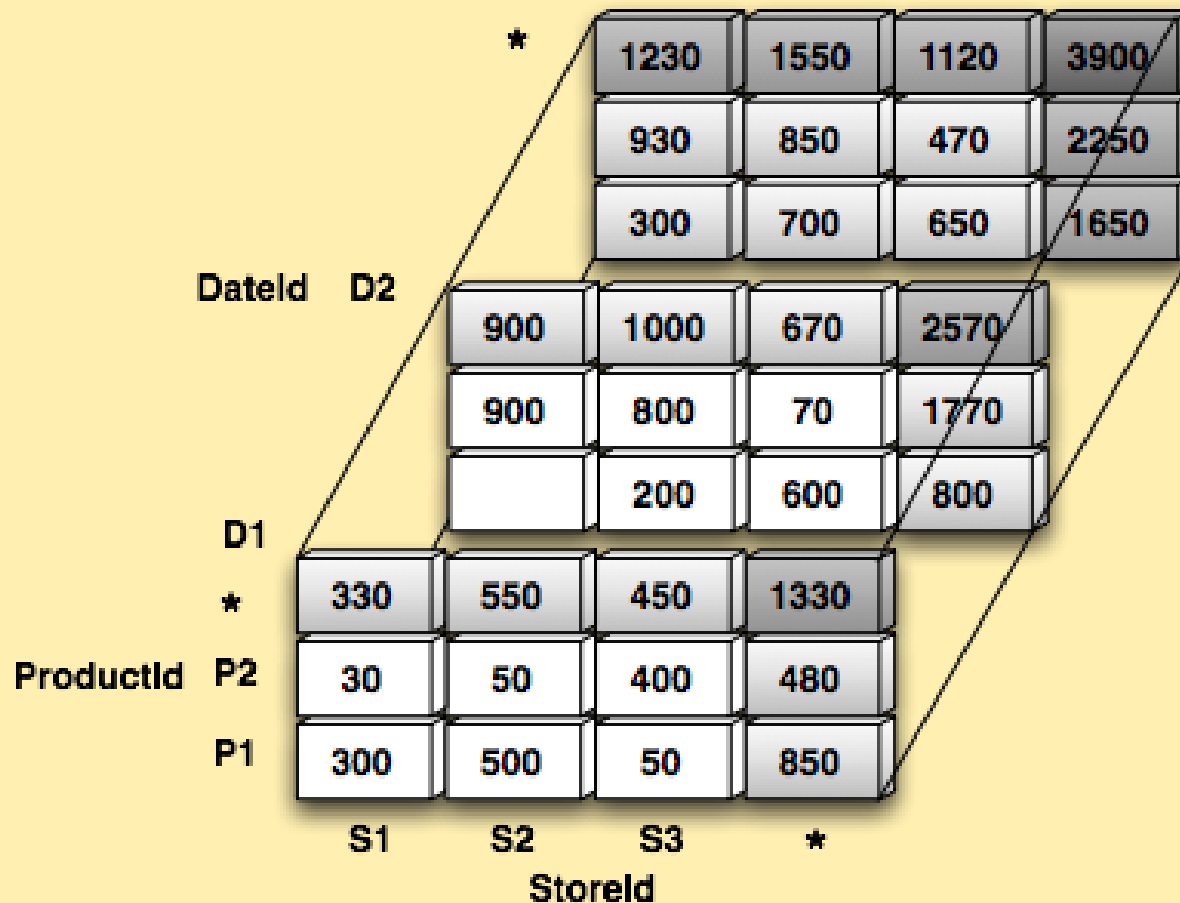 *
1230 1550 1120 3900
930 850 470 2250
300 700 650 1650
DateId D2
900 1000 670 2570
900 800 70 1770
200 600 800
D1
* 330 550 450 1330
ProductId P2 30 50 400 480
P1 300 500 50 850
S1 S2 S3 *
StoreId